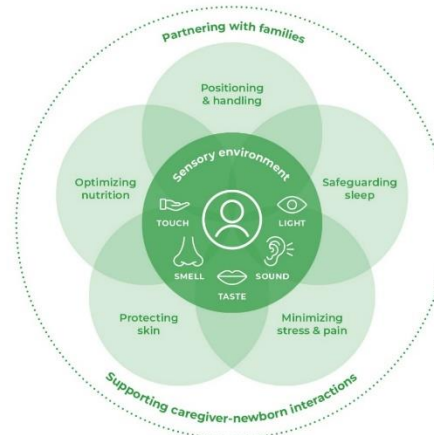 Partnering with families
Positioning
& handling
Optimizing
nutrition
Sensory environment
Safeguarding
sleep
TOUCH
LIGHT
SMELL
SOUND
TASTE
Protecting
skin
Minimizing
stress & pain
Supporting caregiver-newborn interactions